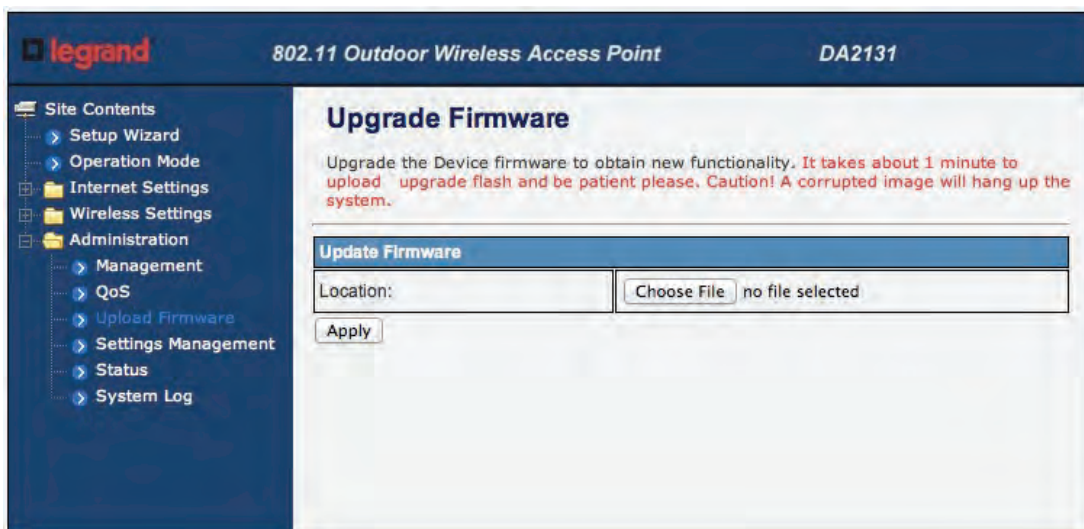 legrand
802.11 Outdoor Wireless Access Point
DA2131
Site Contents
Setup Wizard
Operation Mode
Internet Settings
Wireless Settings
Administration
Management
QoS
Upload Firmware
Settings Management
Status
System Log
Upgrade Firmware
Upgrade the Device firmware to obtain new functionality. It takes about 1 minute to
upload upgrade flash and be patient please. Caution! A corrupted image will hang up the
system.
Update Firmware
Location:
Choose File no file selected
Apply